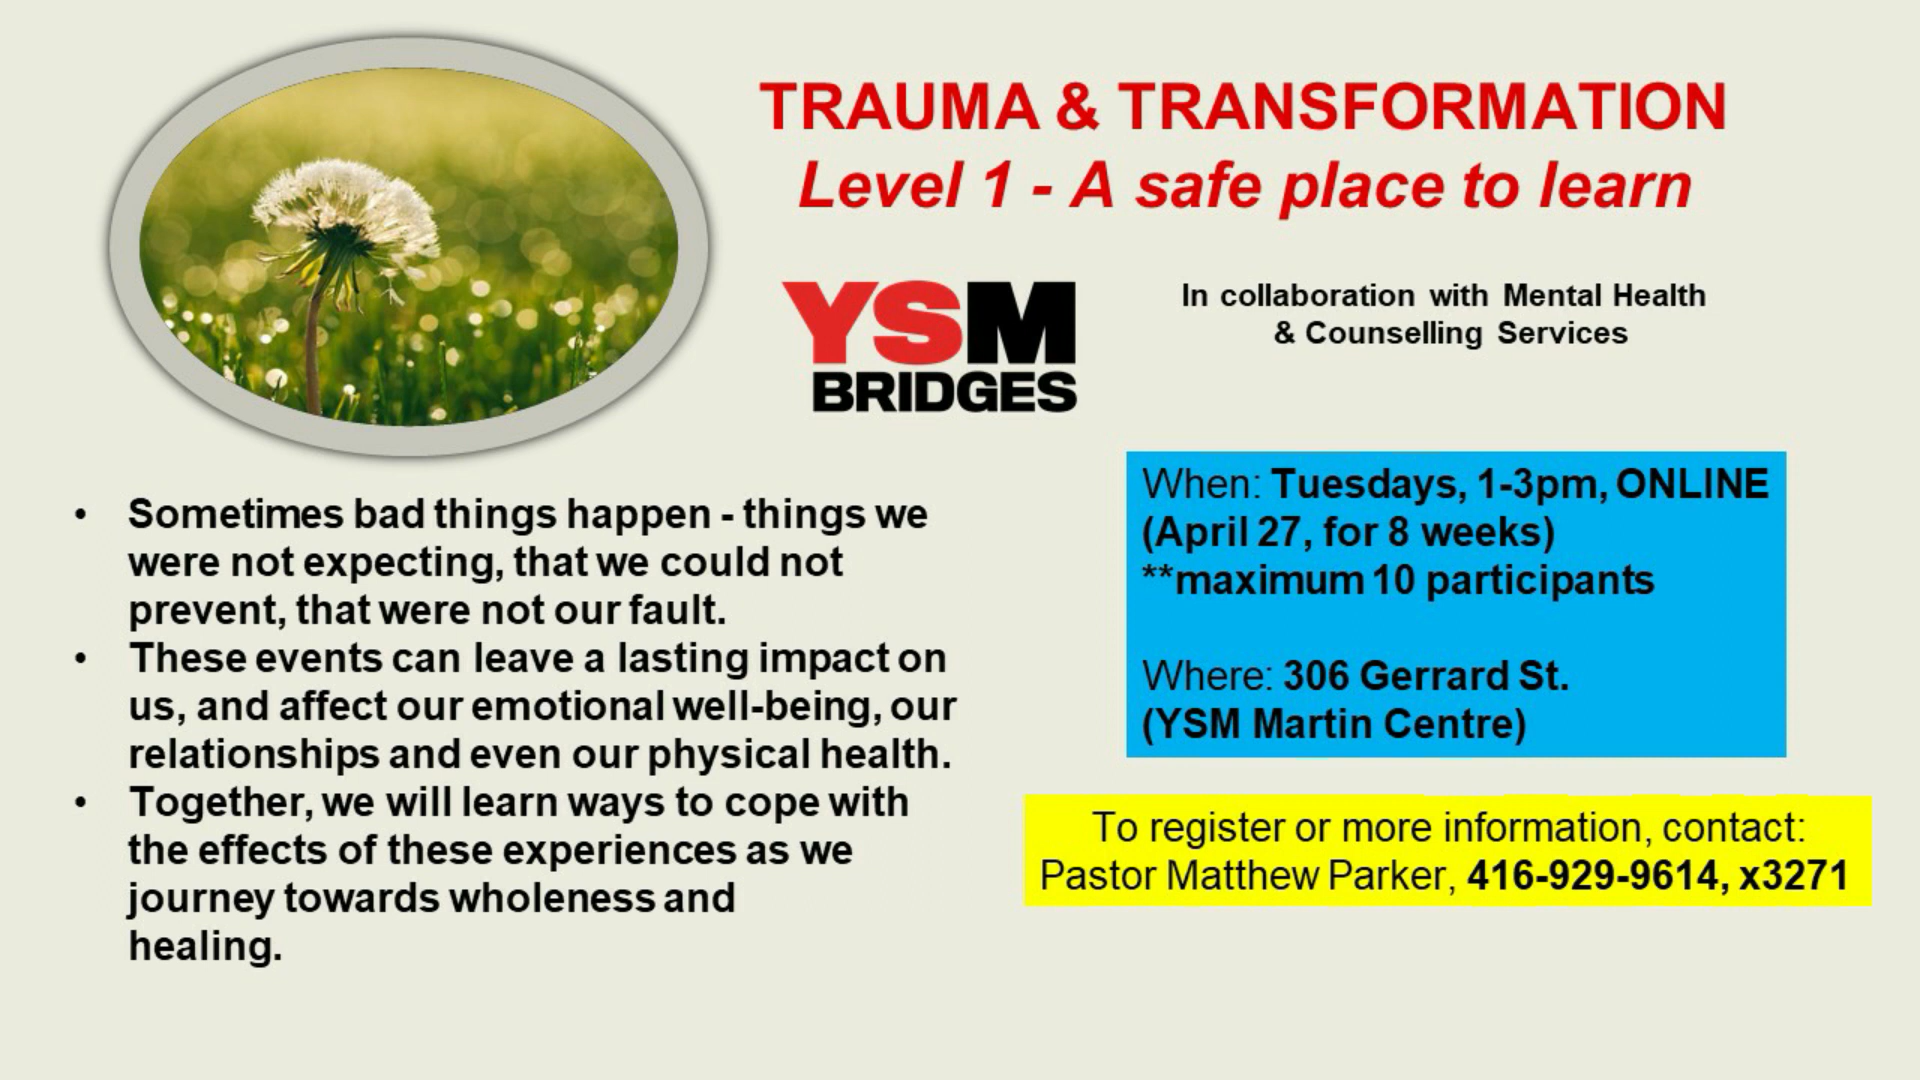 TRAUMA & TRANSFORMATION
Level 1 - A safe place to learn
YSM
BRIDGES
In collaboration with Mental Health
& Counselling Services
• Sometimes bad things happen - things we
were not expecting, that we could not
prevent, that were not our fault.
• These events can leave a lasting impact on
us, and affect our emotional well-being, our
relationships and even our physical health.
• Together, we will learn ways to cope with
the effects of these experiences as we
journey towards wholeness and
healing.
When: Tuesdays, 1-3pm, ONLINE
(April 27, for 8 weeks)
**maximum 10 participants
Where: 306 Gerrard St.
(YSM Martin Centre)
To register or more information, contact:
Pastor Matthew Parker, 416-929-9614, x3271